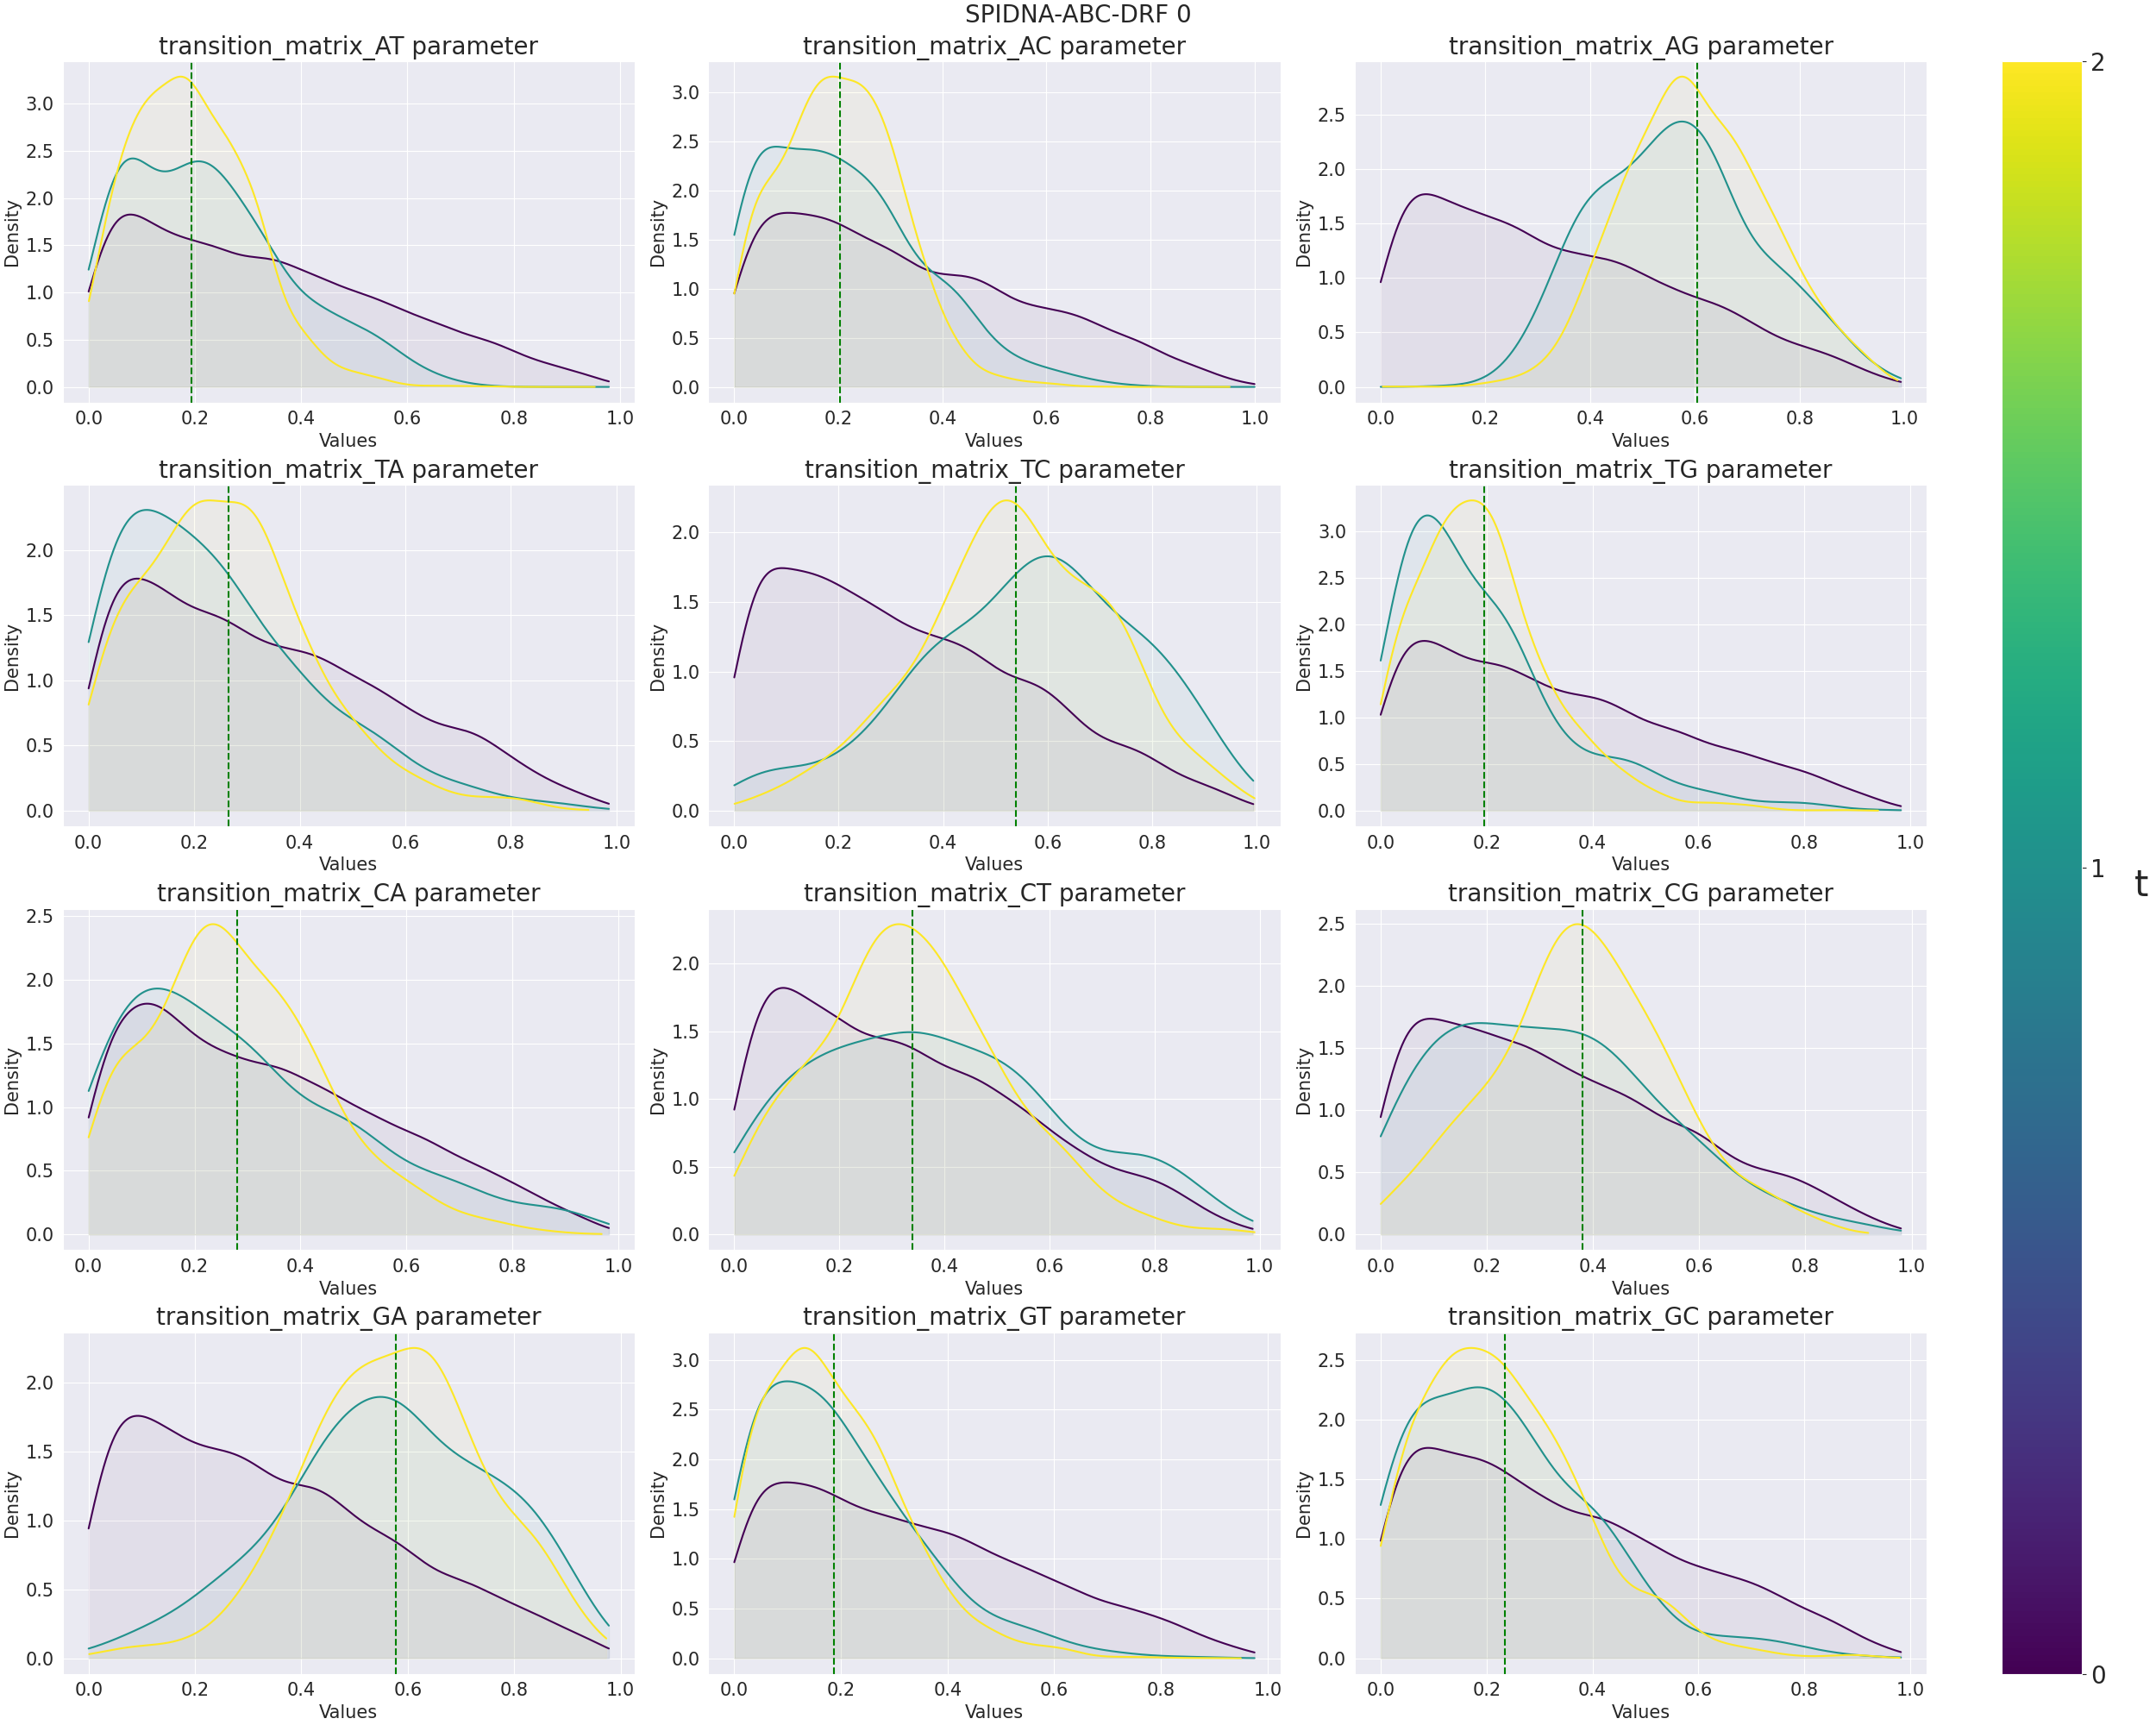 SPIDNA-ABC-DRF 0
transition_matrix_AT parameter
Density
3.0
2.5
2.0
1.5
1.0
0.5
0.0
0.0 0.2 0.4 0.6 0.8 1.0
Values
transition_matrix_AC parameter
Density
3.0
2.5
2.0
1.5
1.0
0.5
0.0
0.0 0.2 0.4 0.6 0.8 1.0
Values
transition_matrix_AG parameter
Density
2.5
2.0
1.5
1.0
0.5
0.0
0.0 0.2 0.4 0.6 0.8 1.0
Values
transition_matrix_TA parameter
Density
2.0
1.5
1.0
0.5
0.0
0.0 0.2 0.4 0.6 0.8 1.0
Values
transition_matrix_TC parameter
Density
2.0
1.5
1.0
0.5
0.0
0.0 0.2 0.4 0.6 0.8 1.0
Values
transition_matrix_TG parameter
Density
3.0
2.5
2.0
1.5
1.0
0.5
0.0
0.0 0.2 0.4 0.6 0.8 1.0
Values
transition_matrix_CA parameter
Density
2.5
2.0
1.5
1.0
0.5
0.0
0.0 0.2 0.4 0.6 0.8 1.0
Values
transition_matrix_CT parameter
Density
2.0
1.5
1.0
0.5
0.0
0.0 0.2 0.4 0.6 0.8 1.0
Values
transition_matrix_CG parameter
Density
2.5
2.0
1.5
1.0
0.5
0.0
0.0 0.2 0.4 0.6 0.8 1.0
Values
transition_matrix_GA parameter
Density
2.0
1.5
1.0
0.5
0.0
0.0 0.2 0.4 0.6 0.8 1.0
Values
transition_matrix_GT parameter
Density
3.0
2.5
2.0
1.5
1.0
0.5
0.0
0.0 0.2 0.4 0.6 0.8 1.0
Values
transition_matrix_GC parameter
Density
2.5
2.0
1.5
1.0
0.5
0.0
0.0 0.2 0.4 0.6 0.8 1.0
Values
2
1
0
t